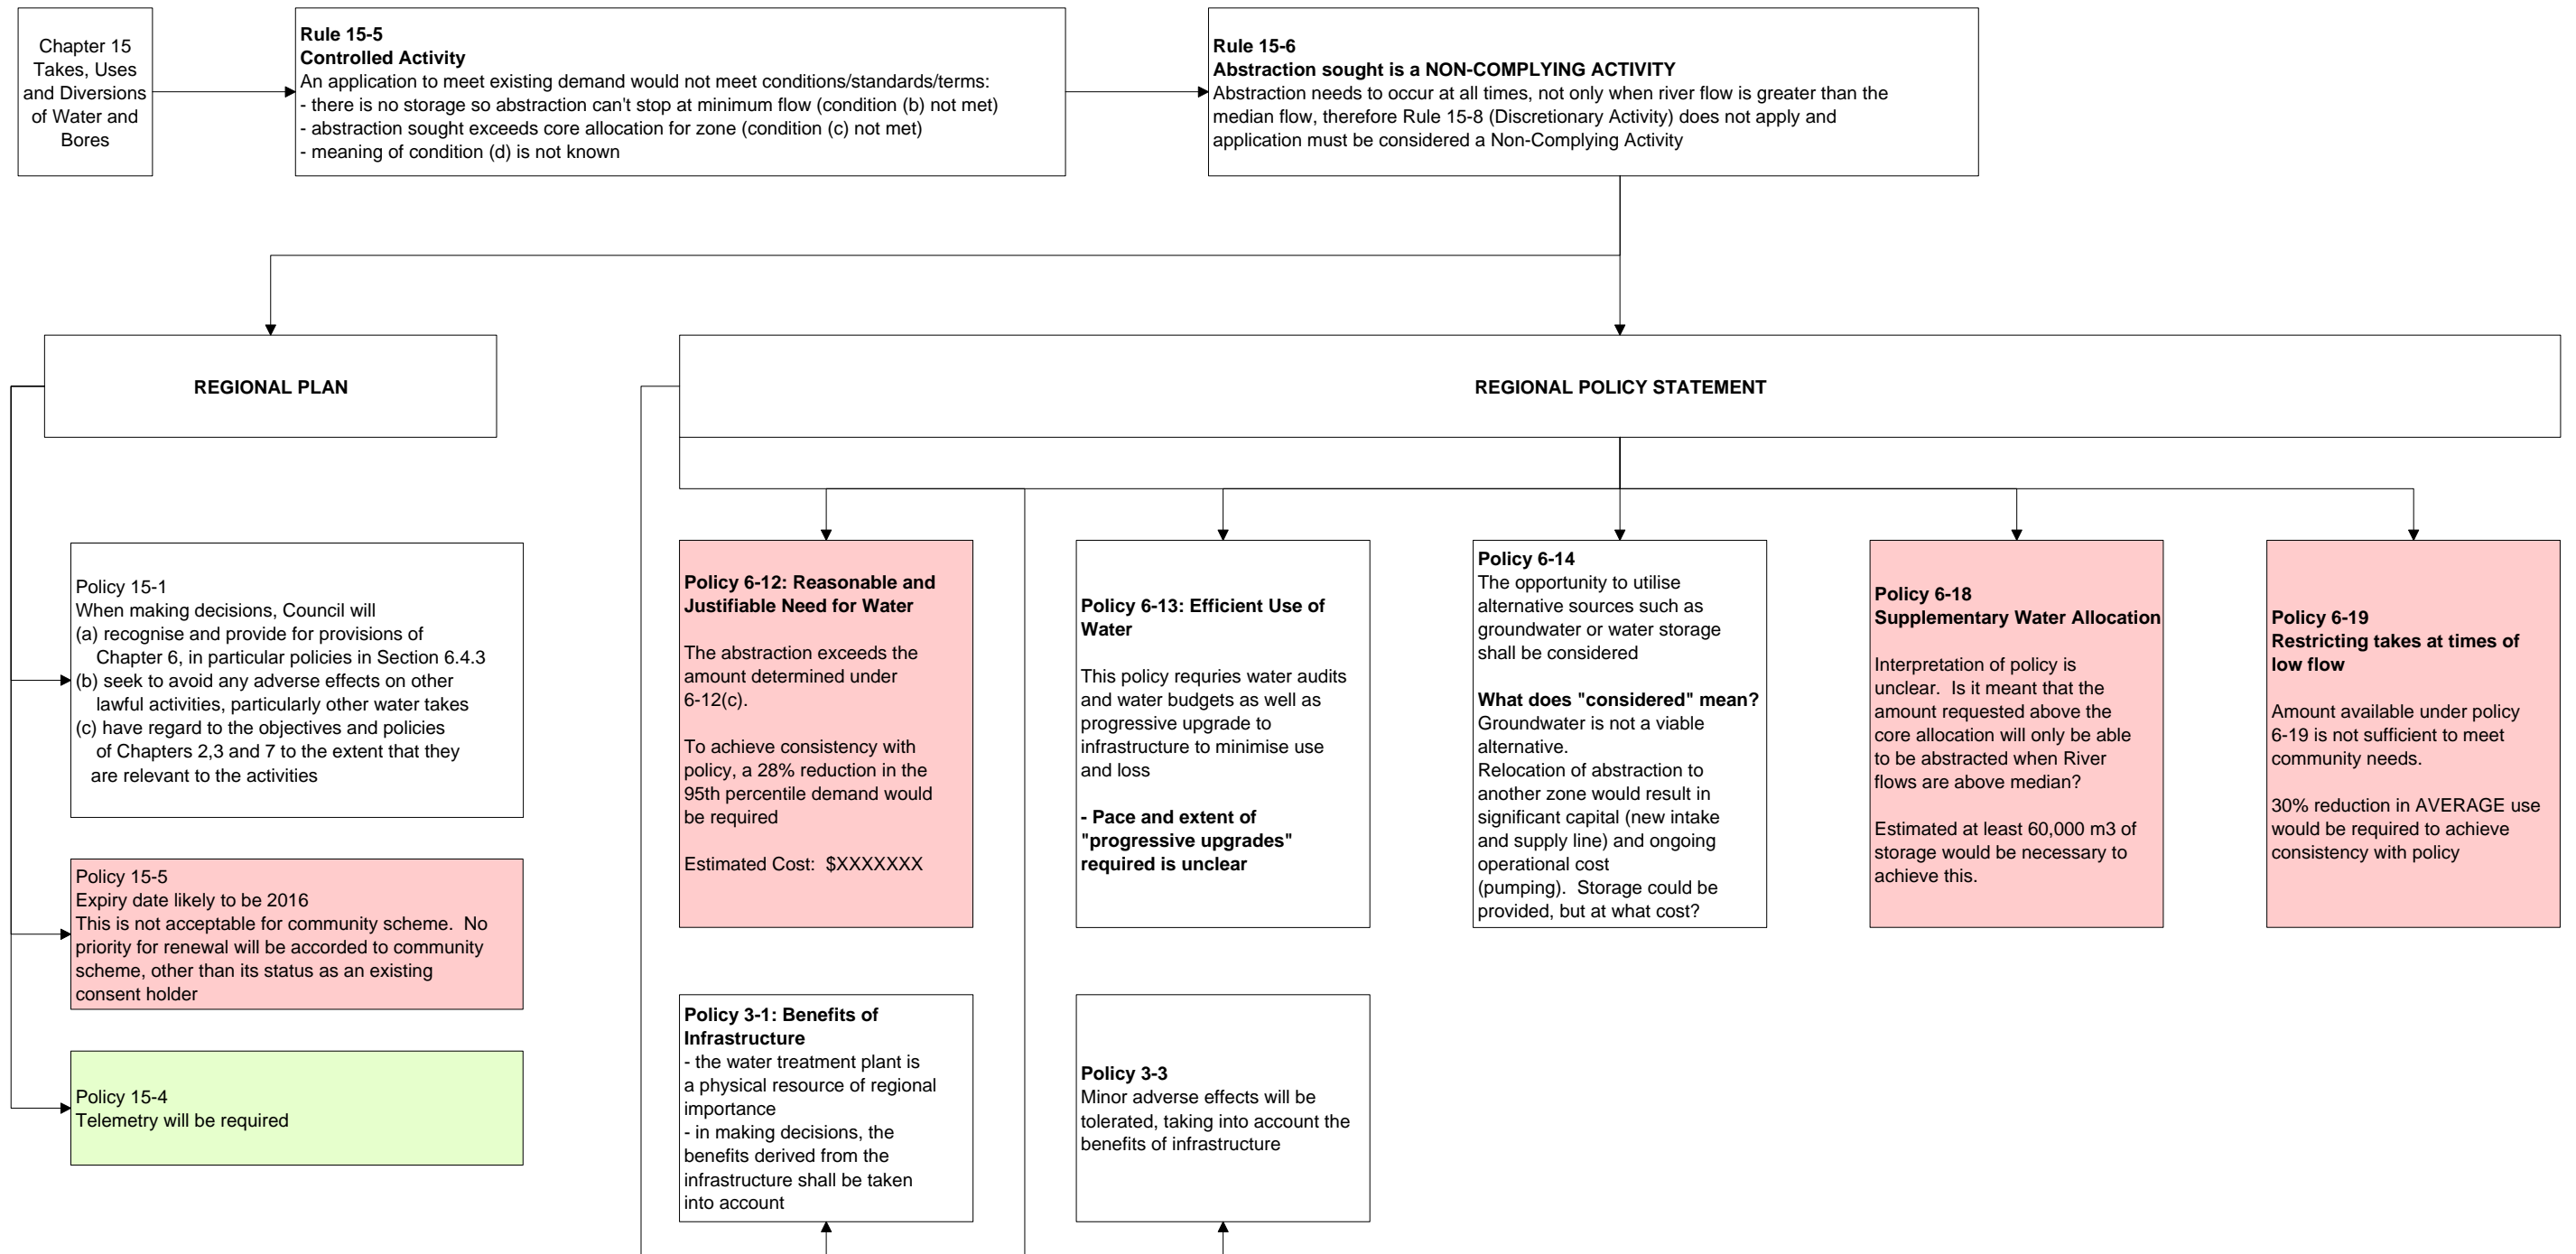 Chapter 15
Takes, Uses
and Diversions
of Water and
Bores
Rule 15-5
Controlled Activity
An application to meet existing demand would not meet conditions/standards/terms:
- there is no storage so abstraction can't stop at minimum flow (condition (b) not met)
- abstraction sought exceeds core allocation for zone (condition (c) not met)
- meaning of condition (d) is not known
Rule 15-6
Abstraction sought is a NON-COMPLYING ACTIVITY
Abstraction needs to occur at all times, not only when river flow is greater than the
median flow, therefore Rule 15-8 (Discretionary Activity) does not apply and
application must be considered a Non-Complying Activity
REGIONAL PLAN
REGIONAL POLICY STATEMENT
Policy 15-1
When making decisions, Council will
(a) recognise and provide for provisions of
Chapter 6, in particular policies in Section 6.4.3
(b) seek to avoid any adverse effects on other
lawful activities, particularly other water takes
(c) have regard to the objectives and policies
of Chapters 2,3 and 7 to the extent that they
are relevant to the activities
Policy 15-5
Expiry date likely to be 2016
This is not acceptable for community scheme.  No
priority for renewal will be accorded to community
scheme, other than its status as an existing
consent holder
Policy 15-4
Telemetry will be required
Policy 6-12: Reasonable and
Justifiable Need for Water
The abstraction exceeds the
amount determined under
6-12(c).
To achieve consistency with
policy, a 28% reduction in the
95th percentile demand would
be required
Estimated Cost:  $XXXXXXX
Policy 6-13: Efficient Use of
Water
This policy requries water audits
and water budgets as well as
progressive upgrade to
infrastructure to minimise use
and loss
- Pace and extent of
"progressive upgrades"
required is unclear
Policy 6-14
The opportunity to utilise
alternative sources such as
groundwater or water storage
shall be considered
What does "considered" mean?
Groundwater is not a viable
alternative.
Relocation of abstraction to
another zone would result in
significant capital (new intake
and supply line) and ongoing
operational cost
(pumping).  Storage could be
provided, but at what cost?
Policy 6-18
Supplementary Water Allocation
Interpretation of policy is
unclear.  Is it meant that the
amount requested above the
core allocation will only be able
to be abstracted when River
flows are above median?
Estimated at least 60,000 m3 of
storage would be necessary to
achieve this.
Policy 6-19
Restricting takes at times of
low flow
Amount available under policy
6-19 is not sufficient to meet
community needs.
30% reduction in AVERAGE use
would be required to achieve
consistency with policy
Policy 3-1: Benefits of
Infrastructure
- the water treatment plant is
a physical resource of regional
importance
- in making decisions, the
benefits derived from the
infrastructure shall be taken
into account
Policy 3-3
Minor adverse effects will be
tolerated, taking into account the
benefits of infrastructure